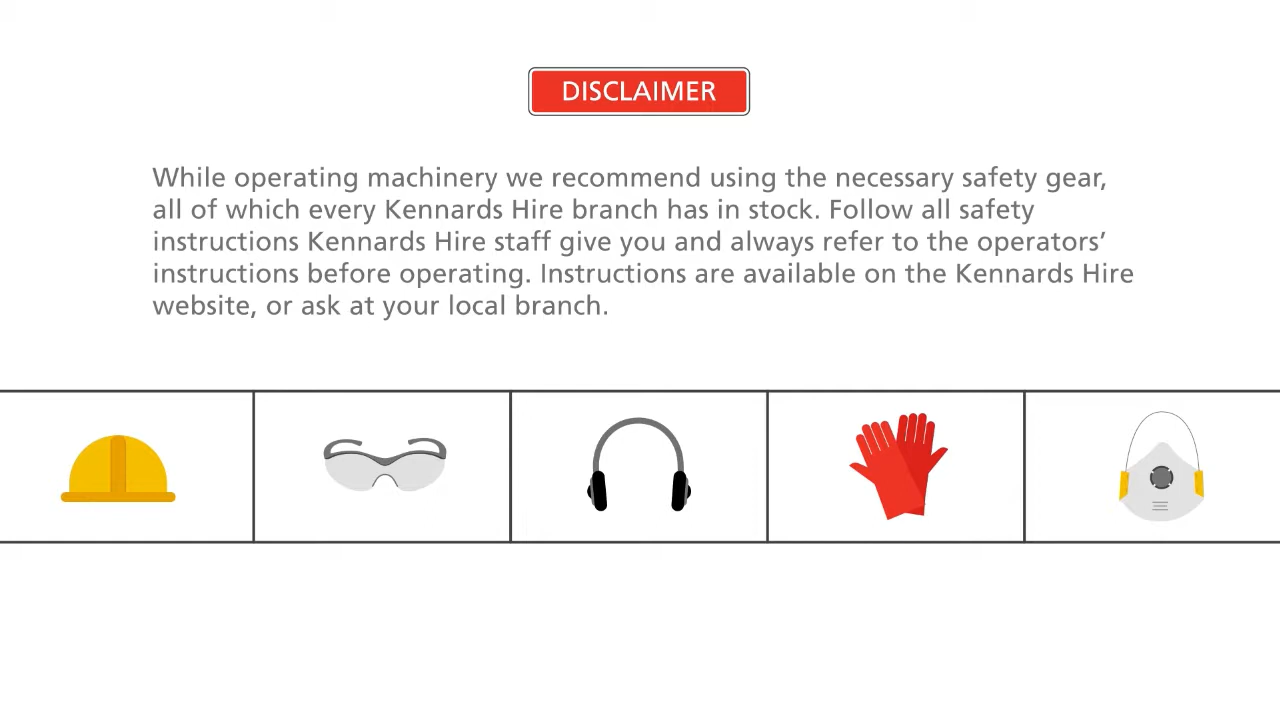 DISCLAIMER
While operating machinery we recommend using the necessary safety gear,
all of which every Kennards Hire branch has in stock. Follow all safety
instructions Kennards Hire staff give you and always refer to the operators’
instructions before operating. Instructions are available on the Kennards Hire
website, or ask at your local branch.